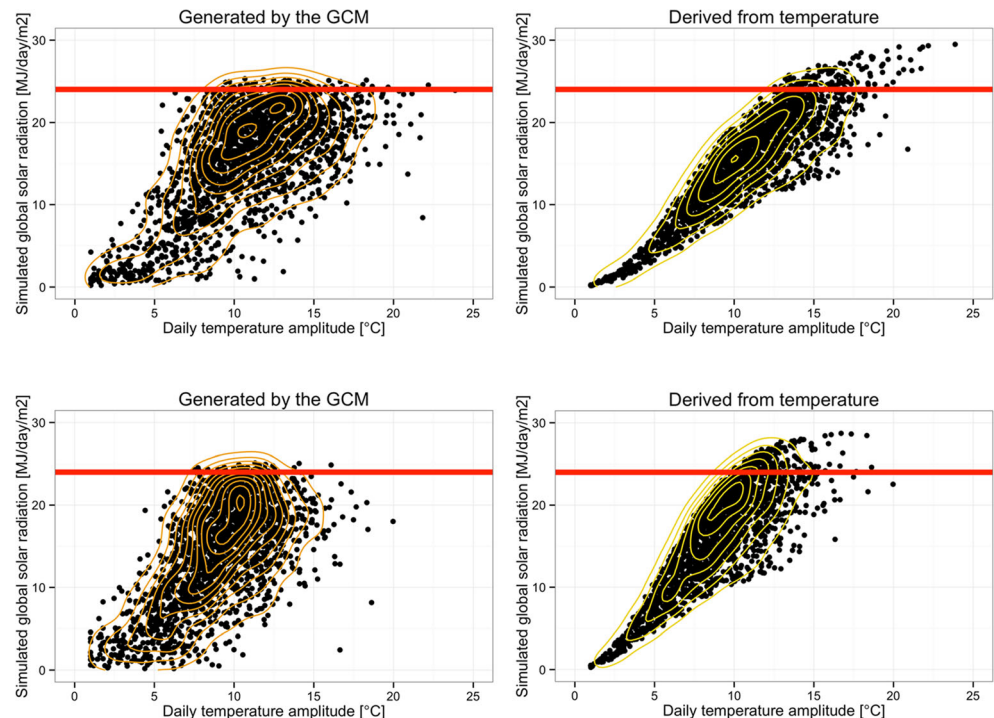 Generated by the GCM
Derived from temperature
Simulated global solar radiation [MJ/day/m2]
30
20
10
0
0 5 10 15 20 25
Daily temperature amplitude [°C]
Simulated global solar radiation [MJ/day/m2]
30
20
10
0
0 5 10 15 20 25
Daily temperature amplitude [°C]
Generated by the GCM
Derived from temperature
Simulated global solar radiation [MJ/day/m2]
30
20
10
0
0 5 10 15 20 25
Daily temperature amplitude [°C]
Simulated global solar radiation [MJ/day/m2]
30
20
10
0
0 5 10 15 20 25
Daily temperature amplitude [°C]